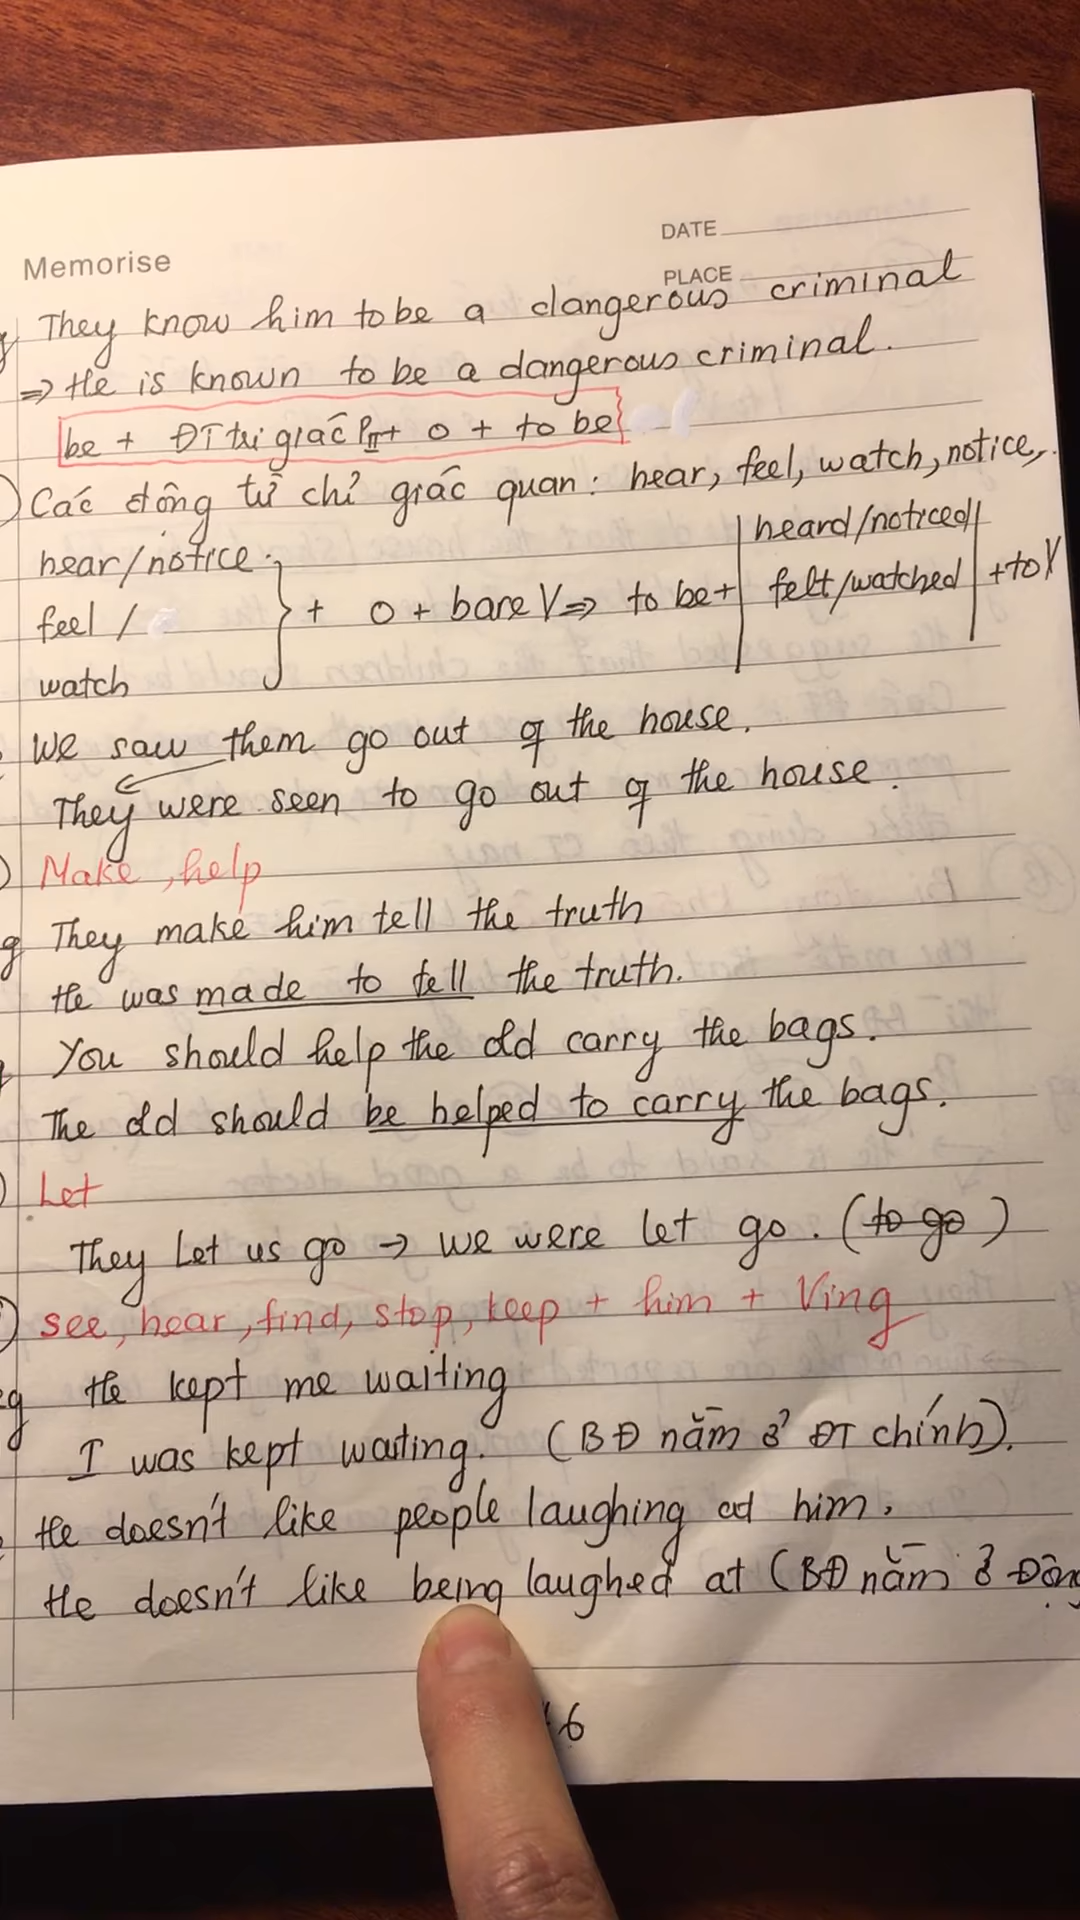 DATE
Memorise
PLACE
They know him to be a dangerous criminal
⇒ He is known to be a dangerous criminal.
be + ĐT tri giác PII + O + to be
Các động từ chỉ giác quan: hear, feel, watch, notice,.
heard/noticed/
hear/notice
feel / } + O + bare V ⇒ to be + felt/watched + to V
watch
We saw them go out of the house.
They were seen to go out of the house.
Make, help
They make him tell the truth
He was made to tell the truth.
You should help the old carry the bags.
The old should be helped to carry the bags.
Let
They Let us go → we were let go. (to go)
see, hear, find, stop, keep + him + Ving
eg He kept me waiting
I was kept waiting. (BĐ nằm ở ĐT chính).
He doesn't like people laughing at him.
He doesn't like being laughed at (BĐ nằm ở
6